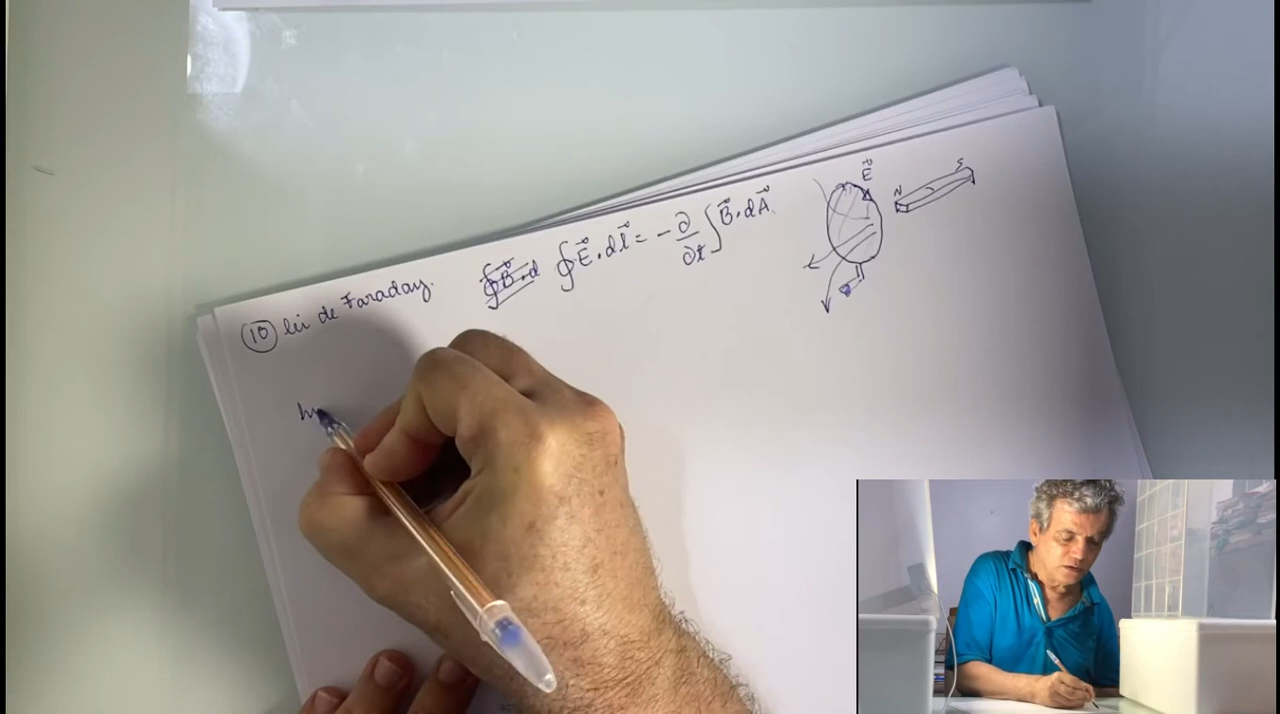 ⑩ lei de Faraday. ∮B⃗.d ∮E⃗.dl⃗ = -∂/∂t ∫B⃗.dA⃗.
E⃗
N S